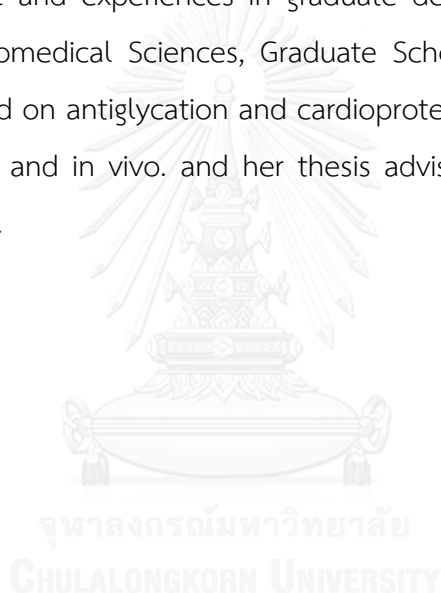 e and experiences in graduate de
omedical Sciences, Graduate Scho
d on antiglycation and cardioprote
and in vivo. and her thesis advis
.
จุฬาลงกรณ์มหาวิทยาลัย
CHULALONGKORN UNIVERSITY